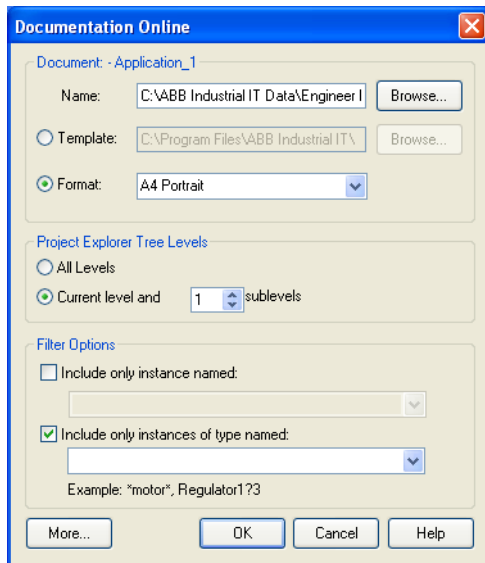 Documentation Online
Document: - Application_1
Name: C:\ABB Industrial IT Data\Engineer I Browse...
Template: C:\Program Files\ABB Industrial IT\ Browse...
Format: A4 Portrait
Project Explorer Tree Levels
All Levels
Current level and 1 sublevels
Filter Options
Include only instance named:
Include only instances of type named:
Example: *motor*, Regulator1?3
More... OK Cancel Help